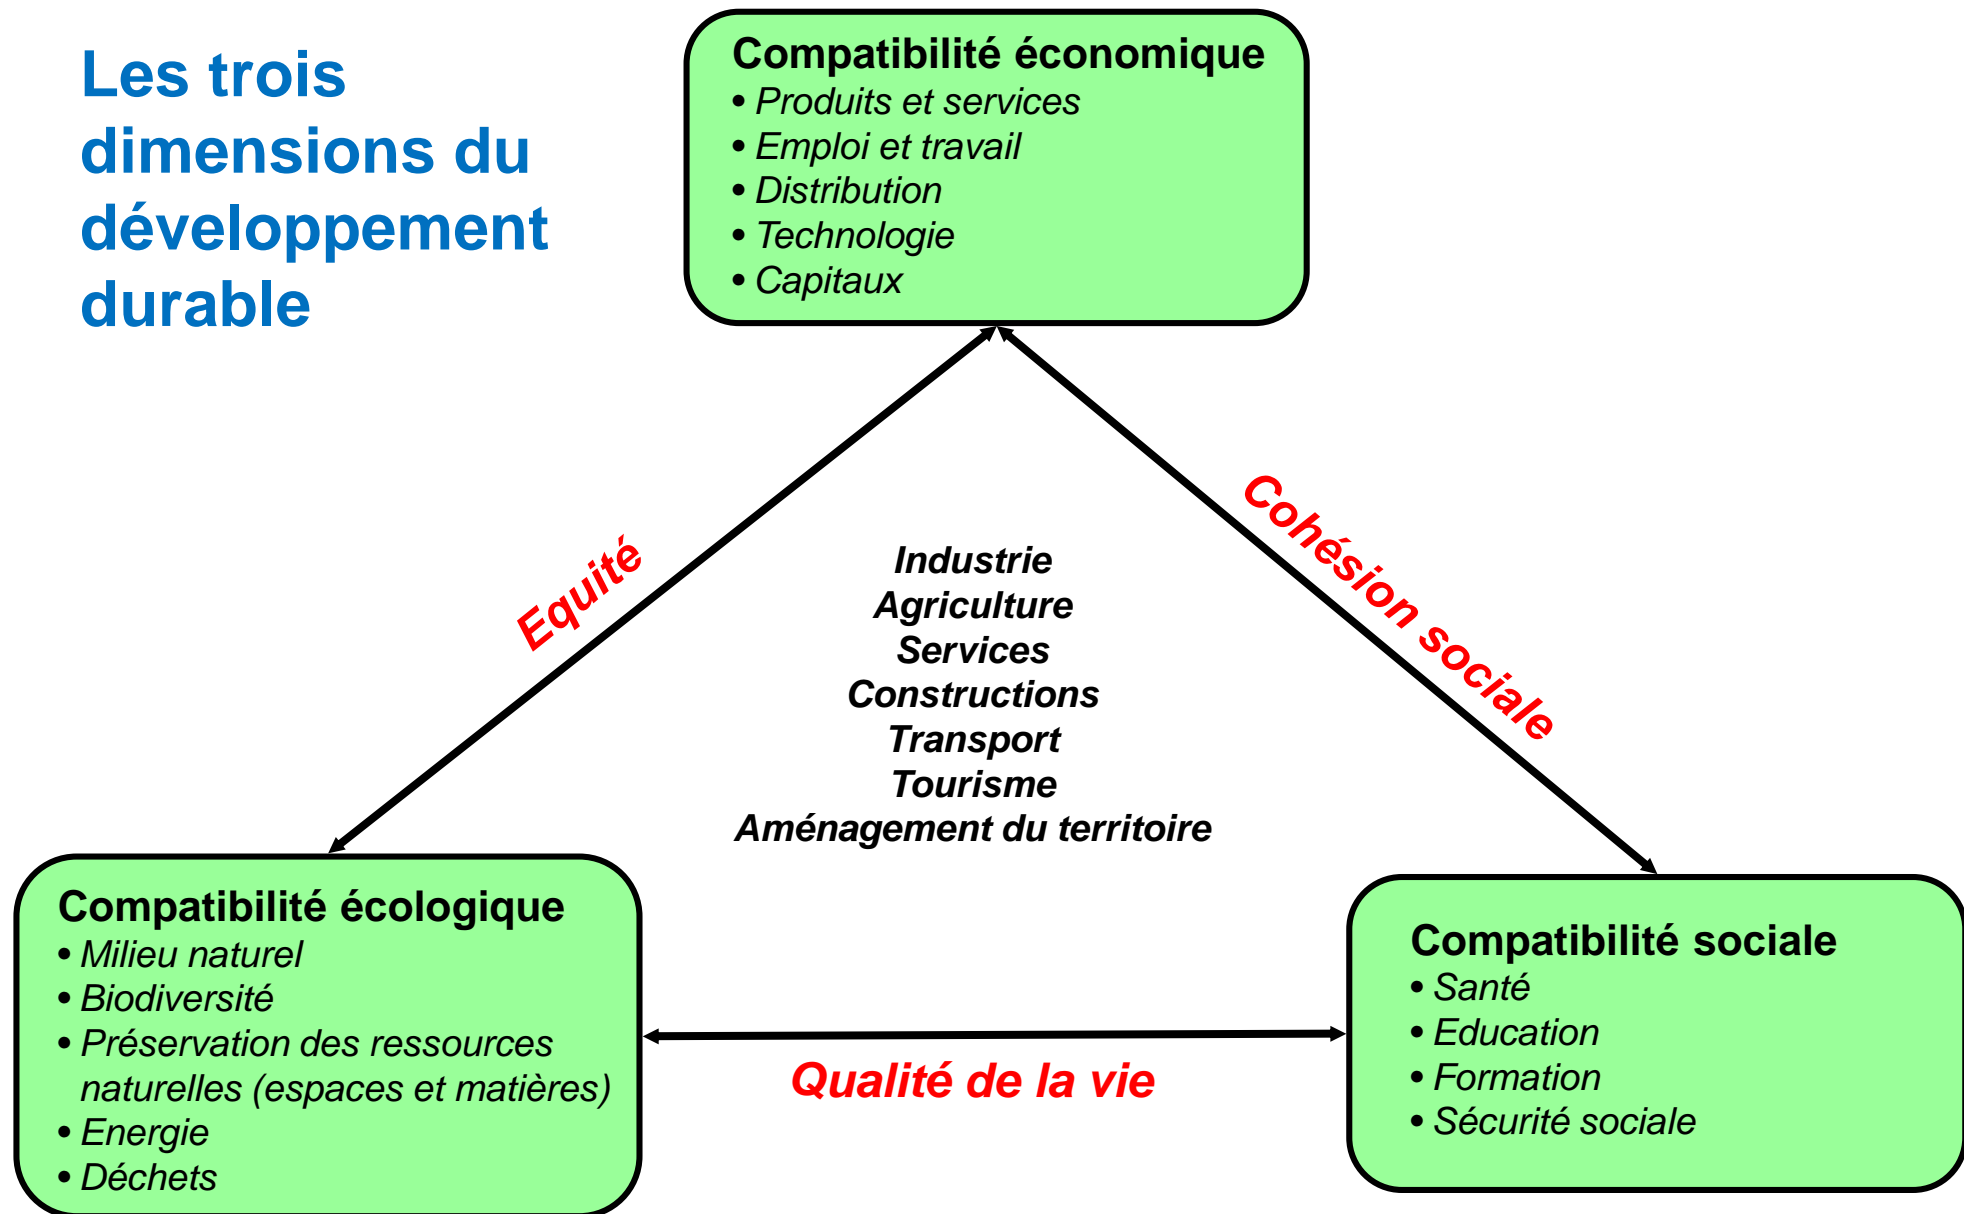 Les trois
dimensions du
développement
durable
Compatibilité économique
• Produits et services
• Emploi et travail
• Distribution
• Technologie
• Capitaux
Equité
Cohésion sociale
Industrie
Agriculture
Services
Constructions
Transport
Tourisme
Aménagement du territoire
Compatibilité écologique
• Milieu naturel
• Biodiversité
• Préservation des ressources
naturelles (espaces et matières)
• Energie
• Déchets
Qualité de la vie
Compatibilité sociale
• Santé
• Education
• Formation
• Sécurité sociale